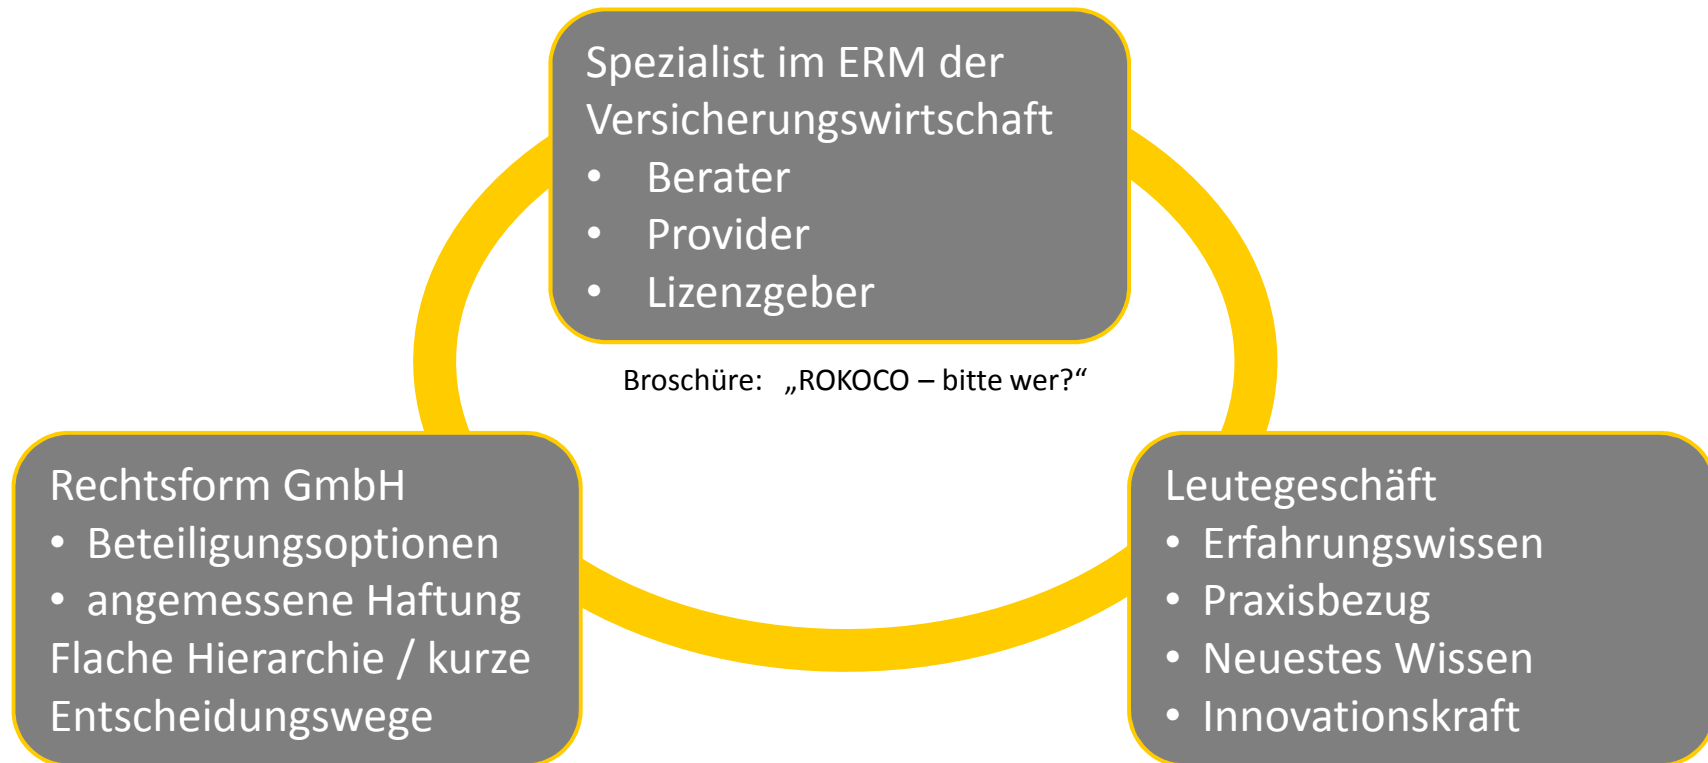 Spezialist im ERM der
Versicherungswirtschaft
• Berater
• Provider
• Lizenzgeber
Broschüre: „ROKOCO – bitte wer?“
Rechtsform GmbH
• Beteiligungsoptionen
• angemessene Haftung
Flache Hierarchie / kurze
Entscheidungswege
Leutegeschäft
• Erfahrungswissen
• Praxisbezug
• Neuestes Wissen
• Innovationskraft